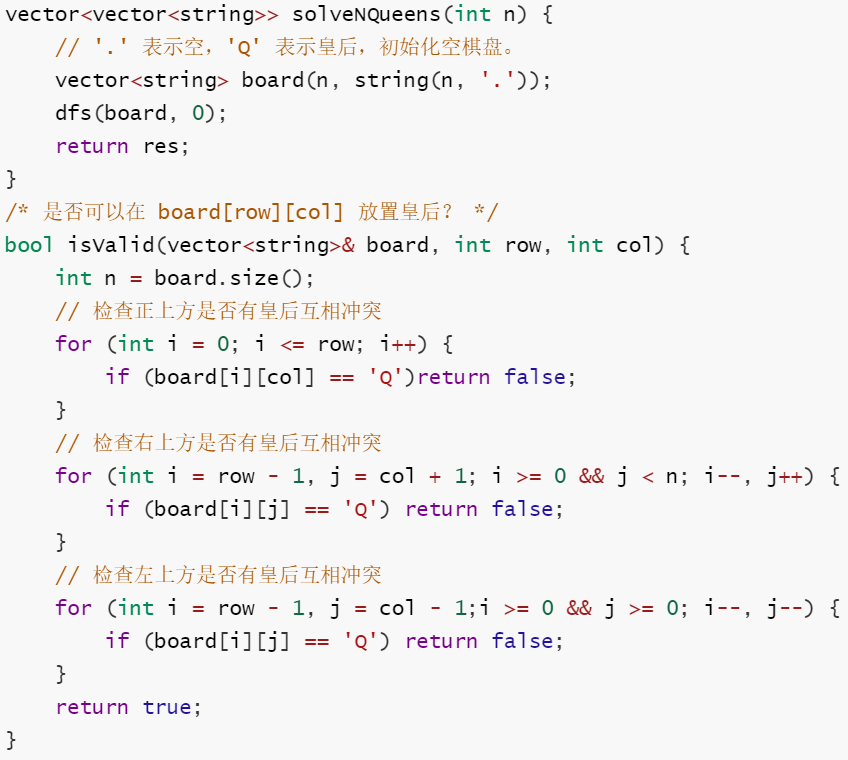 vector<vector<string>> solveNQueens(int n) {
    // '.' 表示空，'Q' 表示皇后，初始化空棋盘。
    vector<string> board(n, string(n, '.'));
    dfs(board, 0);
    return res;
}
/* 是否可以在 board[row][col] 放置皇后？ */
bool isValid(vector<string>& board, int row, int col) {
    int n = board.size();
    // 检查正上方是否有皇后互相冲突
    for (int i = 0; i <= row; i++) {
        if (board[i][col] == 'Q')return false;
    }
    // 检查右上方是否有皇后互相冲突
    for (int i = row - 1, j = col + 1; i >= 0 && j < n; i--, j++) {
        if (board[i][j] == 'Q') return false;
    }
    // 检查左上方是否有皇后互相冲突
    for (int i = row - 1, j = col - 1;i >= 0 && j >= 0; i--, j--) {
        if (board[i][j] == 'Q') return false;
    }
    return true;
}